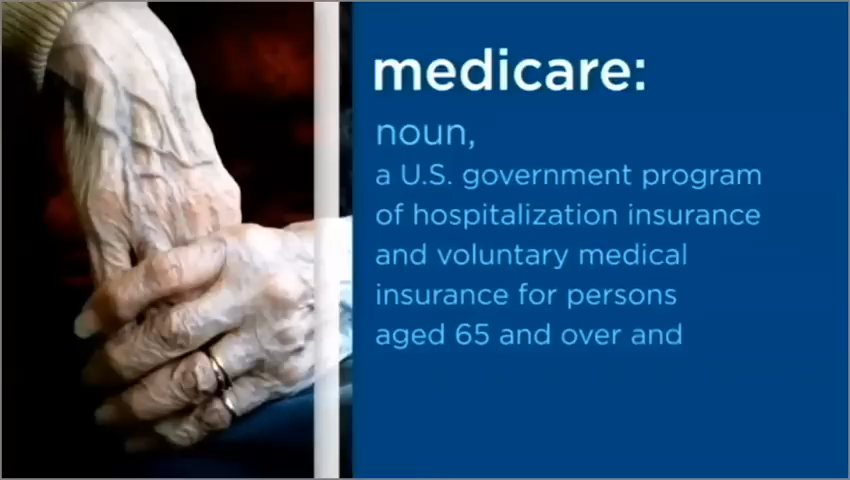 medicare:
noun,
a U.S. government program
of hospitalization insurance
and voluntary medical
insurance for persons
aged 65 and over and